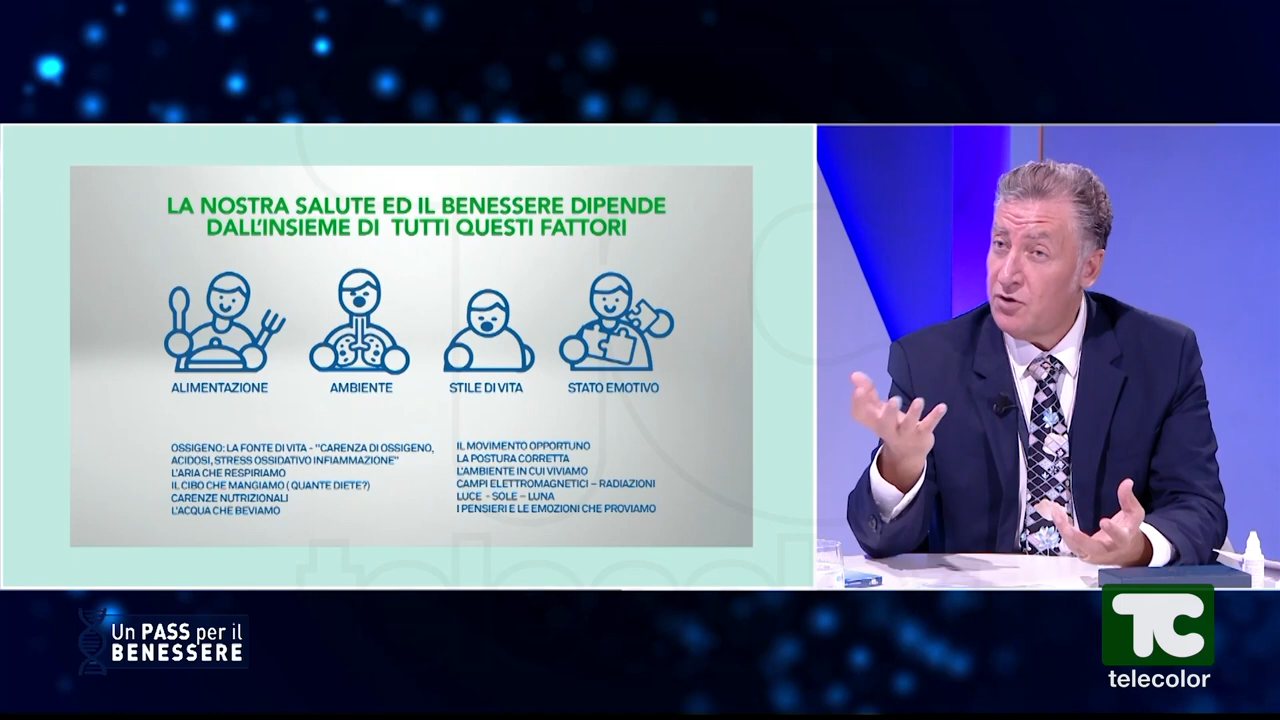 LA NOSTRA SALUTE ED IL BENESSERE DIPENDE
DALL'INSIEME DI TUTTI QUESTI FATTORI
ALIMENTAZIONE
AMBIENTE
STILE DI VITA
STATO EMOTIVO
OSSIGENO: LA FONTE DI VITA - "CARENZA DI OSSIGENO,
ACIDOSI, STRESS OSSIDATIVO INFIAMMAZIONE"
L'ARIA CHE RESPIRIAMO
IL CIBO CHE MANGIAMO ( QUANTE DIETE?)
CARENZE NUTRIZIONALI
L'ACQUA CHE BEVIAMO
IL MOVIMENTO OPPORTUNO
LA POSTURA CORRETTA
L'AMBIENTE IN CUI VIVIAMO
CAMPI ELETTROMAGNETICI – RADIAZIONI
LUCE - SOLE – LUNA
I PENSIERI E LE EMOZIONI CHE PROVIAMO
Un PASS per il
BENESSERE
TC
telecolor